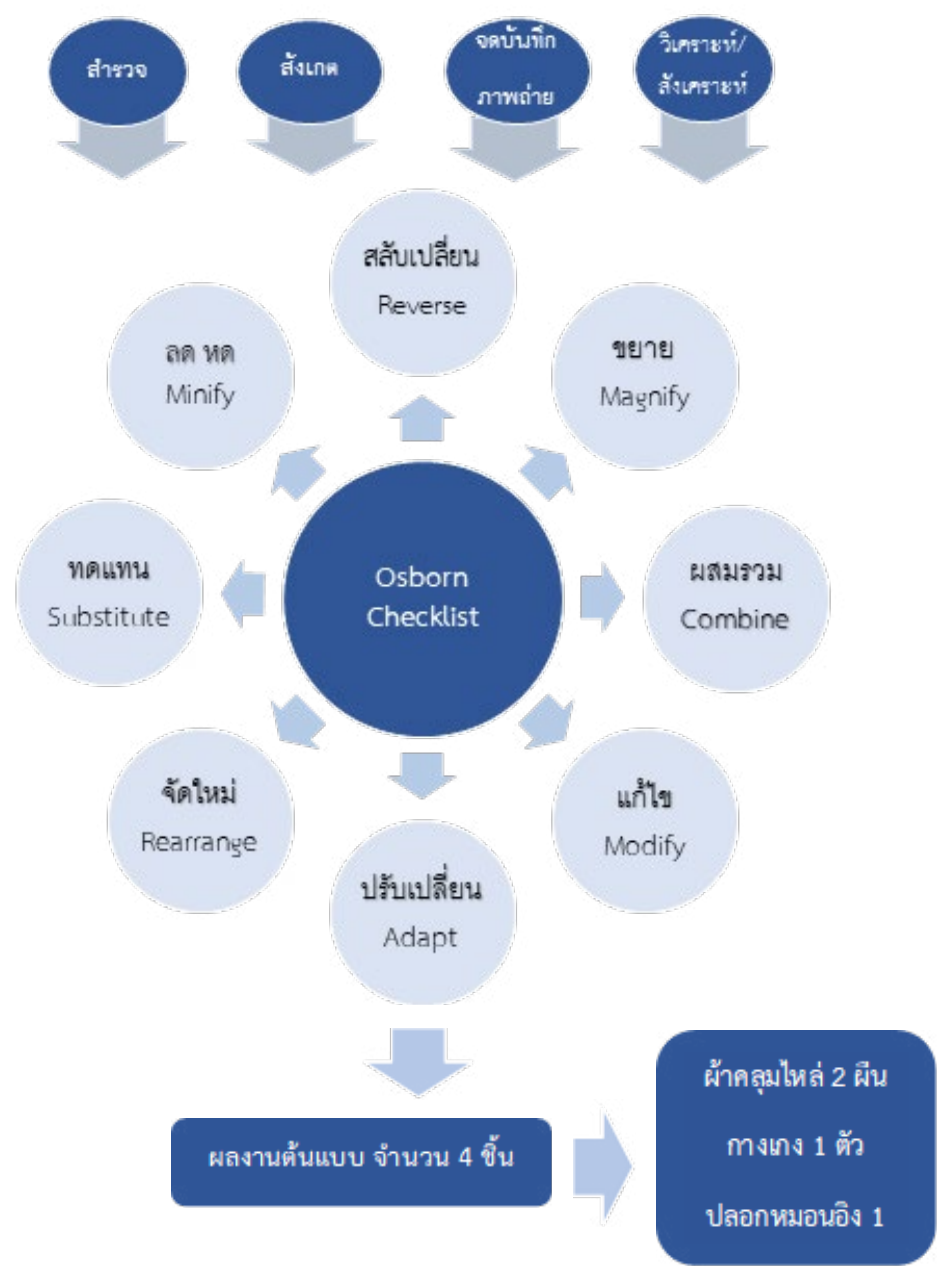 สำรวจ
สังเกต
จดบันทึก
ภาพถ่าย
วิเคราะห์/
สังเคราะห์
สลับเปลี่ยน
Reverse
ลด หด
Minify
ขยาย
Magnify
ทดแทน
Substitute
Osborn
Checklist
ผสมรวม
Combine
จัดใหม่
Rearrange
แก้ไข
Modify
ปรับเปลี่ยน
Adapt
ผลงานต้นแบบ จำนวน 4 ชิ้น
ผ้าคลุมไหล่ 2 ผืน
กางเกง 1 ตัว
ปลอกหมอนอิง 1